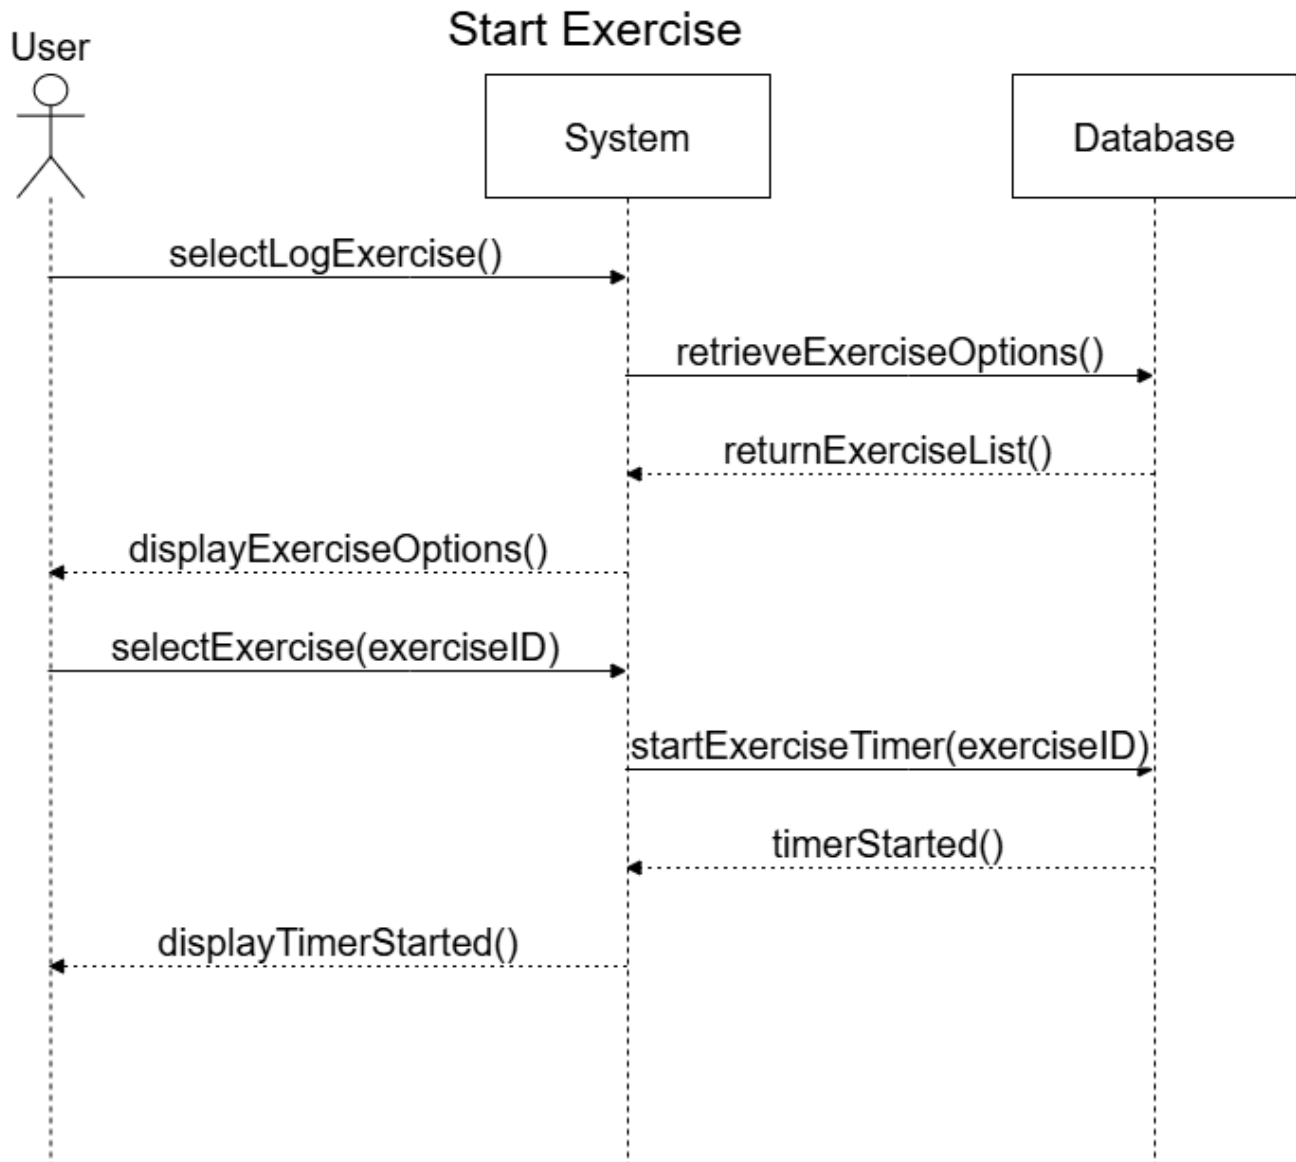 Start Exercise
User
System
Database
selectLogExercise()
retrieveExerciseOptions()
returnExerciseList()
displayExerciseOptions()
selectExercise(exerciseID)
startExerciseTimer(exerciseID)
timerStarted()
displayTimerStarted()